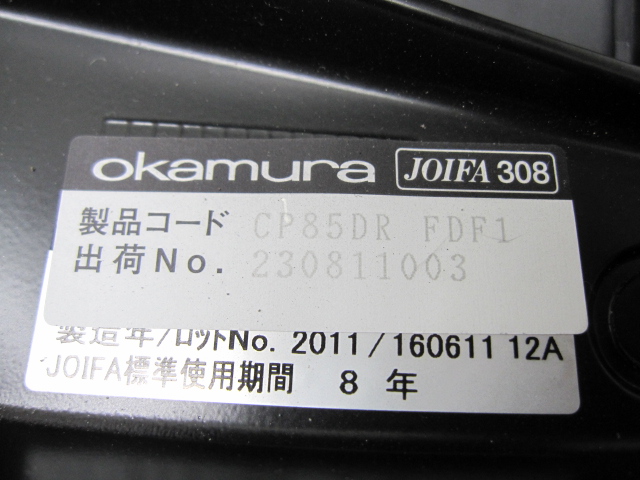 okamura JOIFA 308
製品コード CP85DR FDF1
出荷No. 230811003
製造年/ロットNo. 2011/160611 12A
JOIFA標準使用期間 8年